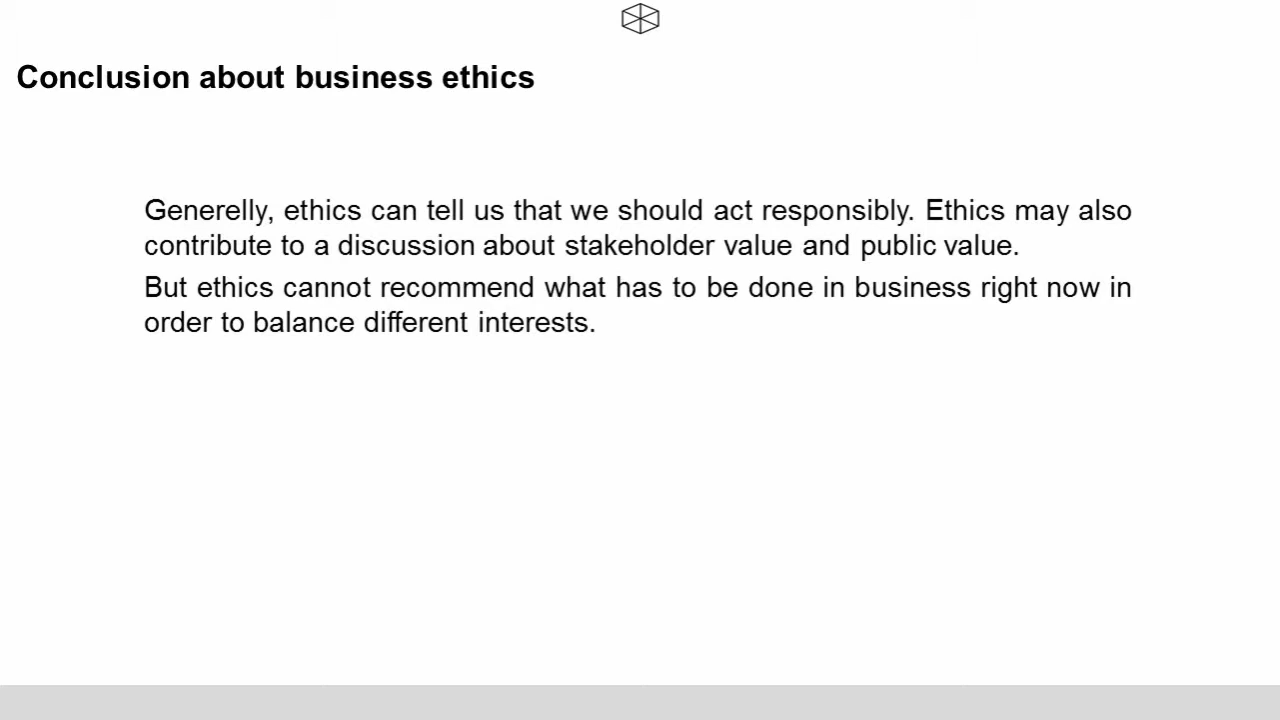 Conclusion about business ethics
Generelly, ethics can tell us that we should act responsibly. Ethics may also
contribute to a discussion about stakeholder value and public value.
But ethics cannot recommend what has to be done in business right now in
order to balance different interests.